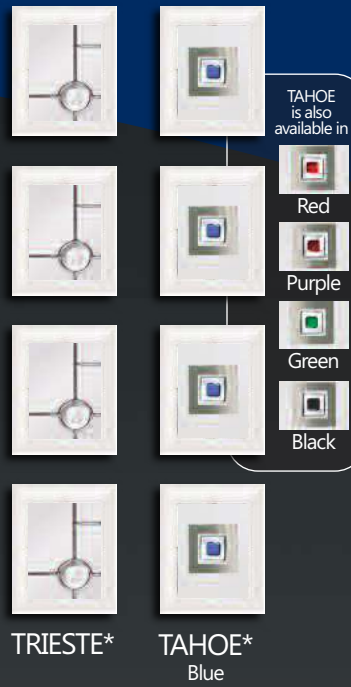 TAHOE
is also
available in
Red
Purple
Green
Black
TRIESTE*
TAHOE*
Blue